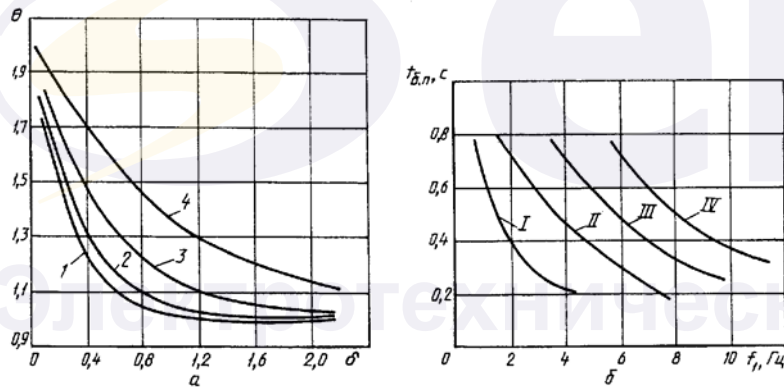 Θ
1,9
1,7
1,5
1,3
1,1
0,9
4
3
2
1
0 0,4 0,8 1,2 1,6 2,0 δ
а
t б.п, с
0,8
0,6
0,4
0,2
I
II
III
IV
0 2 4 6 8 10 f₁, Гц
б
Электротехническ